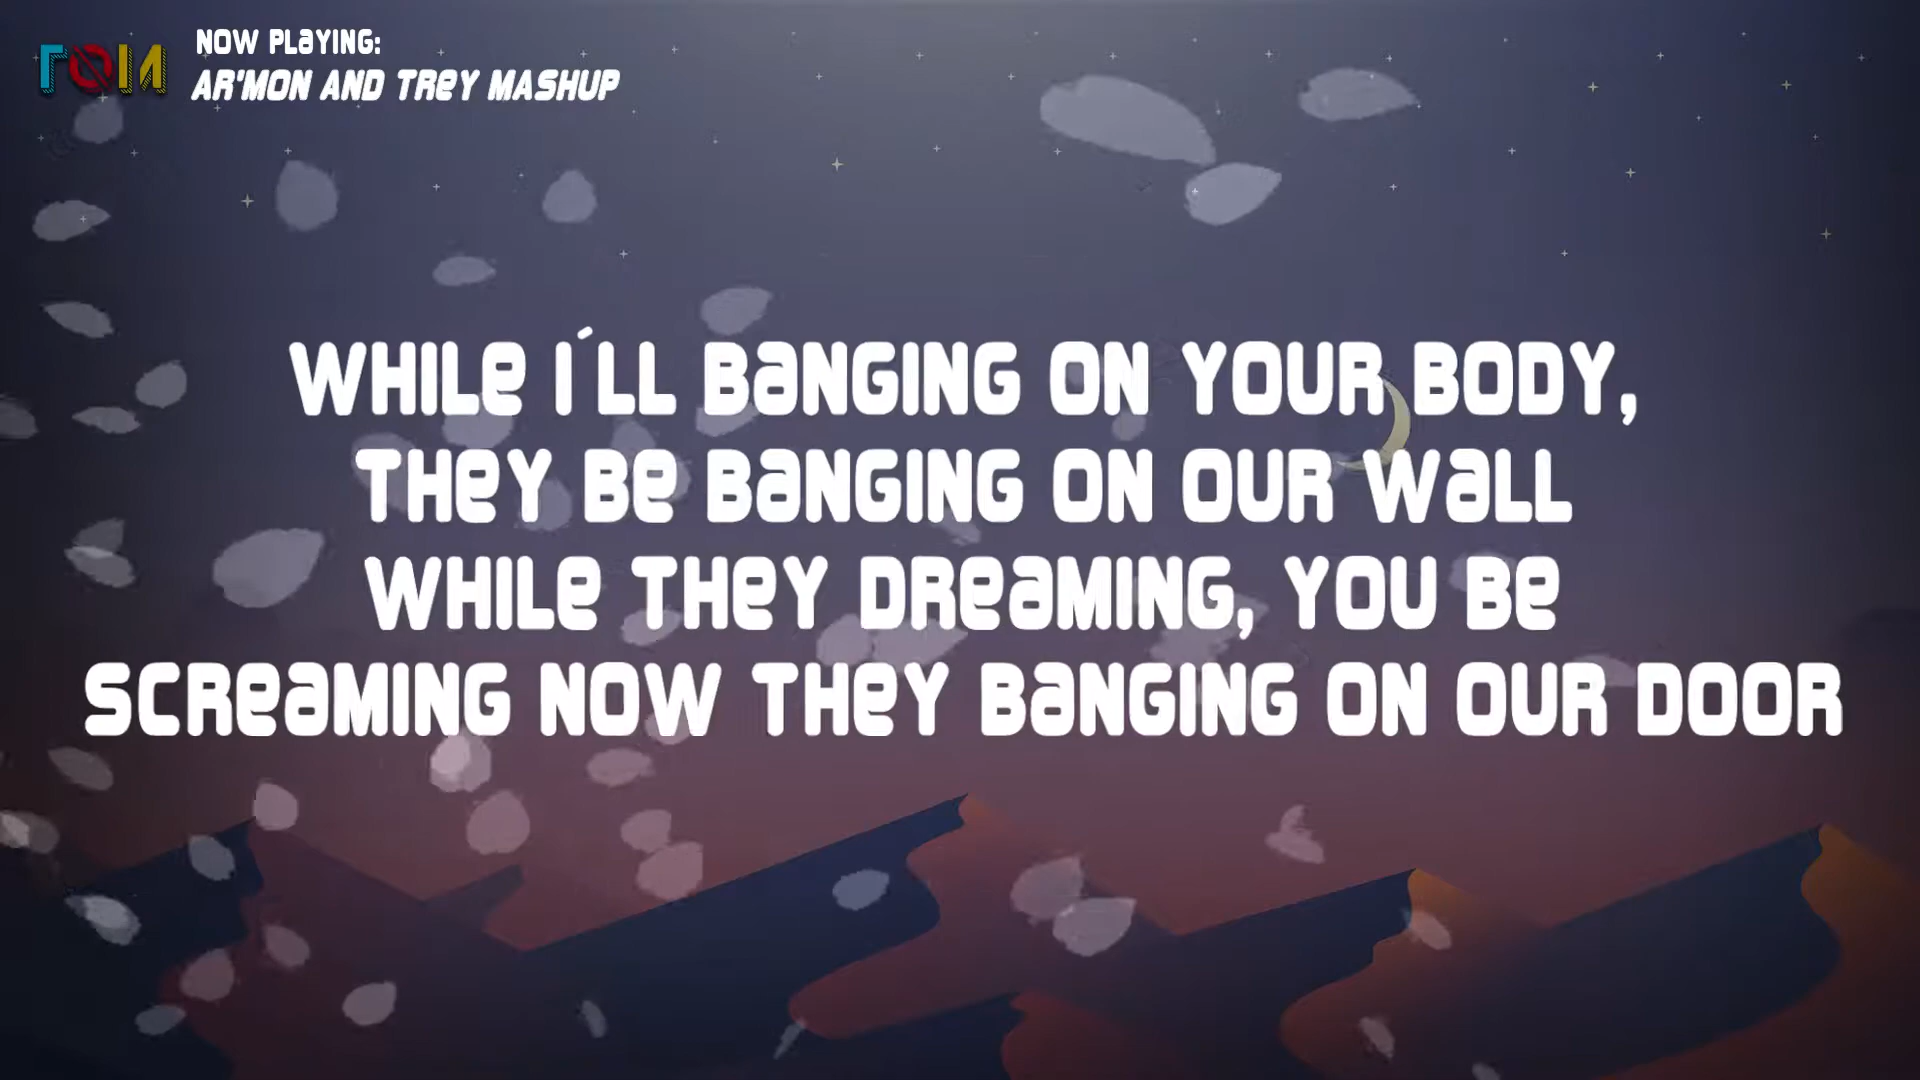 NOW PLAYING:
AR'MON AND TREY MASHUP
WHILE I´LL BANGING ON YOUR BODY,
THEY BE BANGING ON OUR WALL
WHILE THEY DREAMING, YOU BE
SCREAMING NOW THEY BANGING ON OUR DOOR